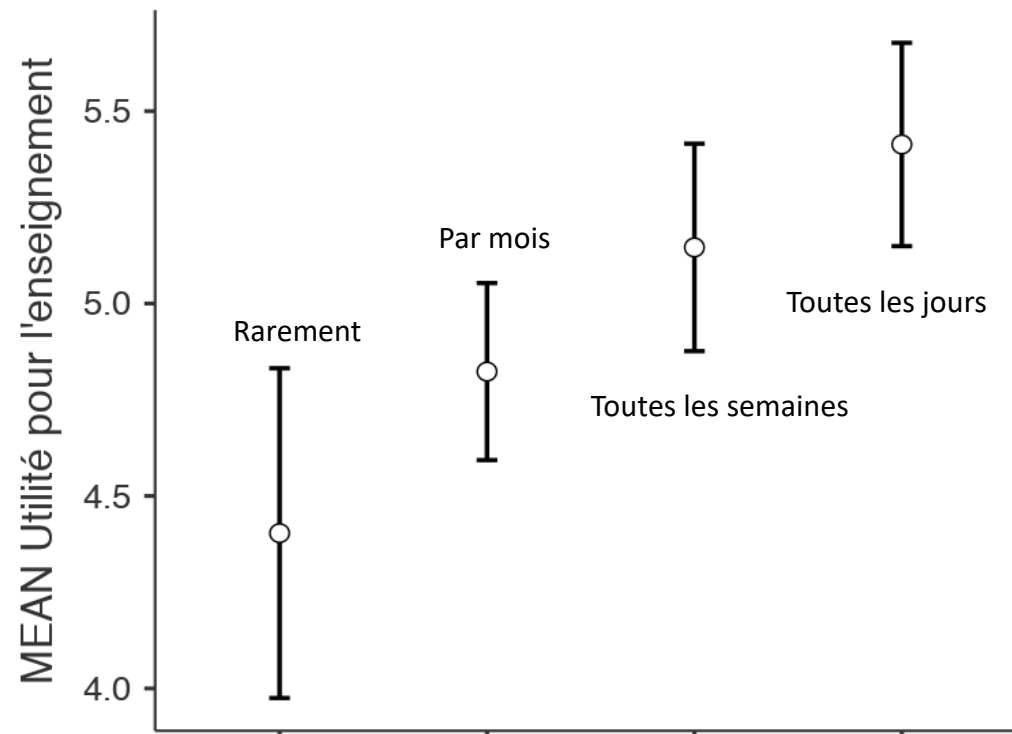 MEAN Utilité pour l'enseignement
5.5
5.0
4.5
4.0
Rarement
Par mois
Toutes les semaines
Toutes les jours